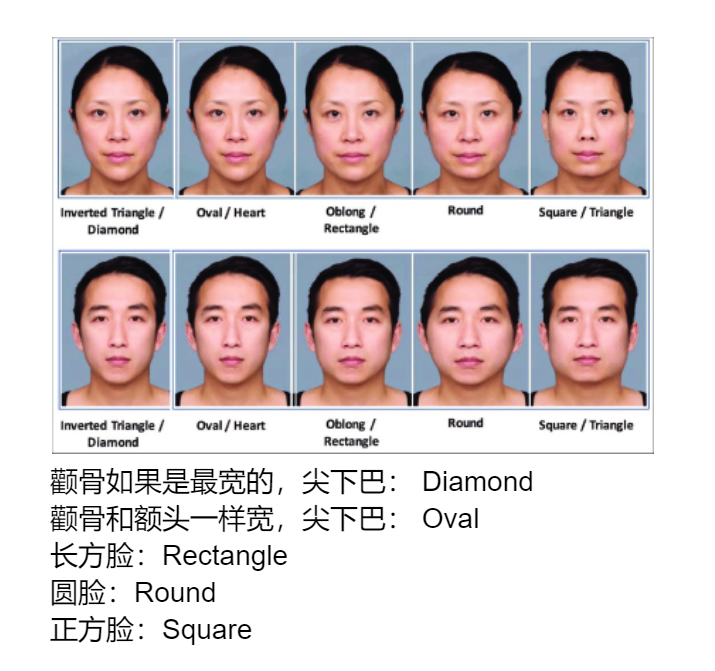 Inverted Triangle / Oval / Heart Oblong / Round Square / Triangle
Diamond Rectangle
Inverted Triangle / Oval / Heart Oblong / Round Square / Triangle
Diamond Rectangle
颧骨如果是最宽的，尖下巴： Diamond
颧骨和额头一样宽，尖下巴： Oval
长方脸：Rectangle
圆脸：Round
正方脸：Square